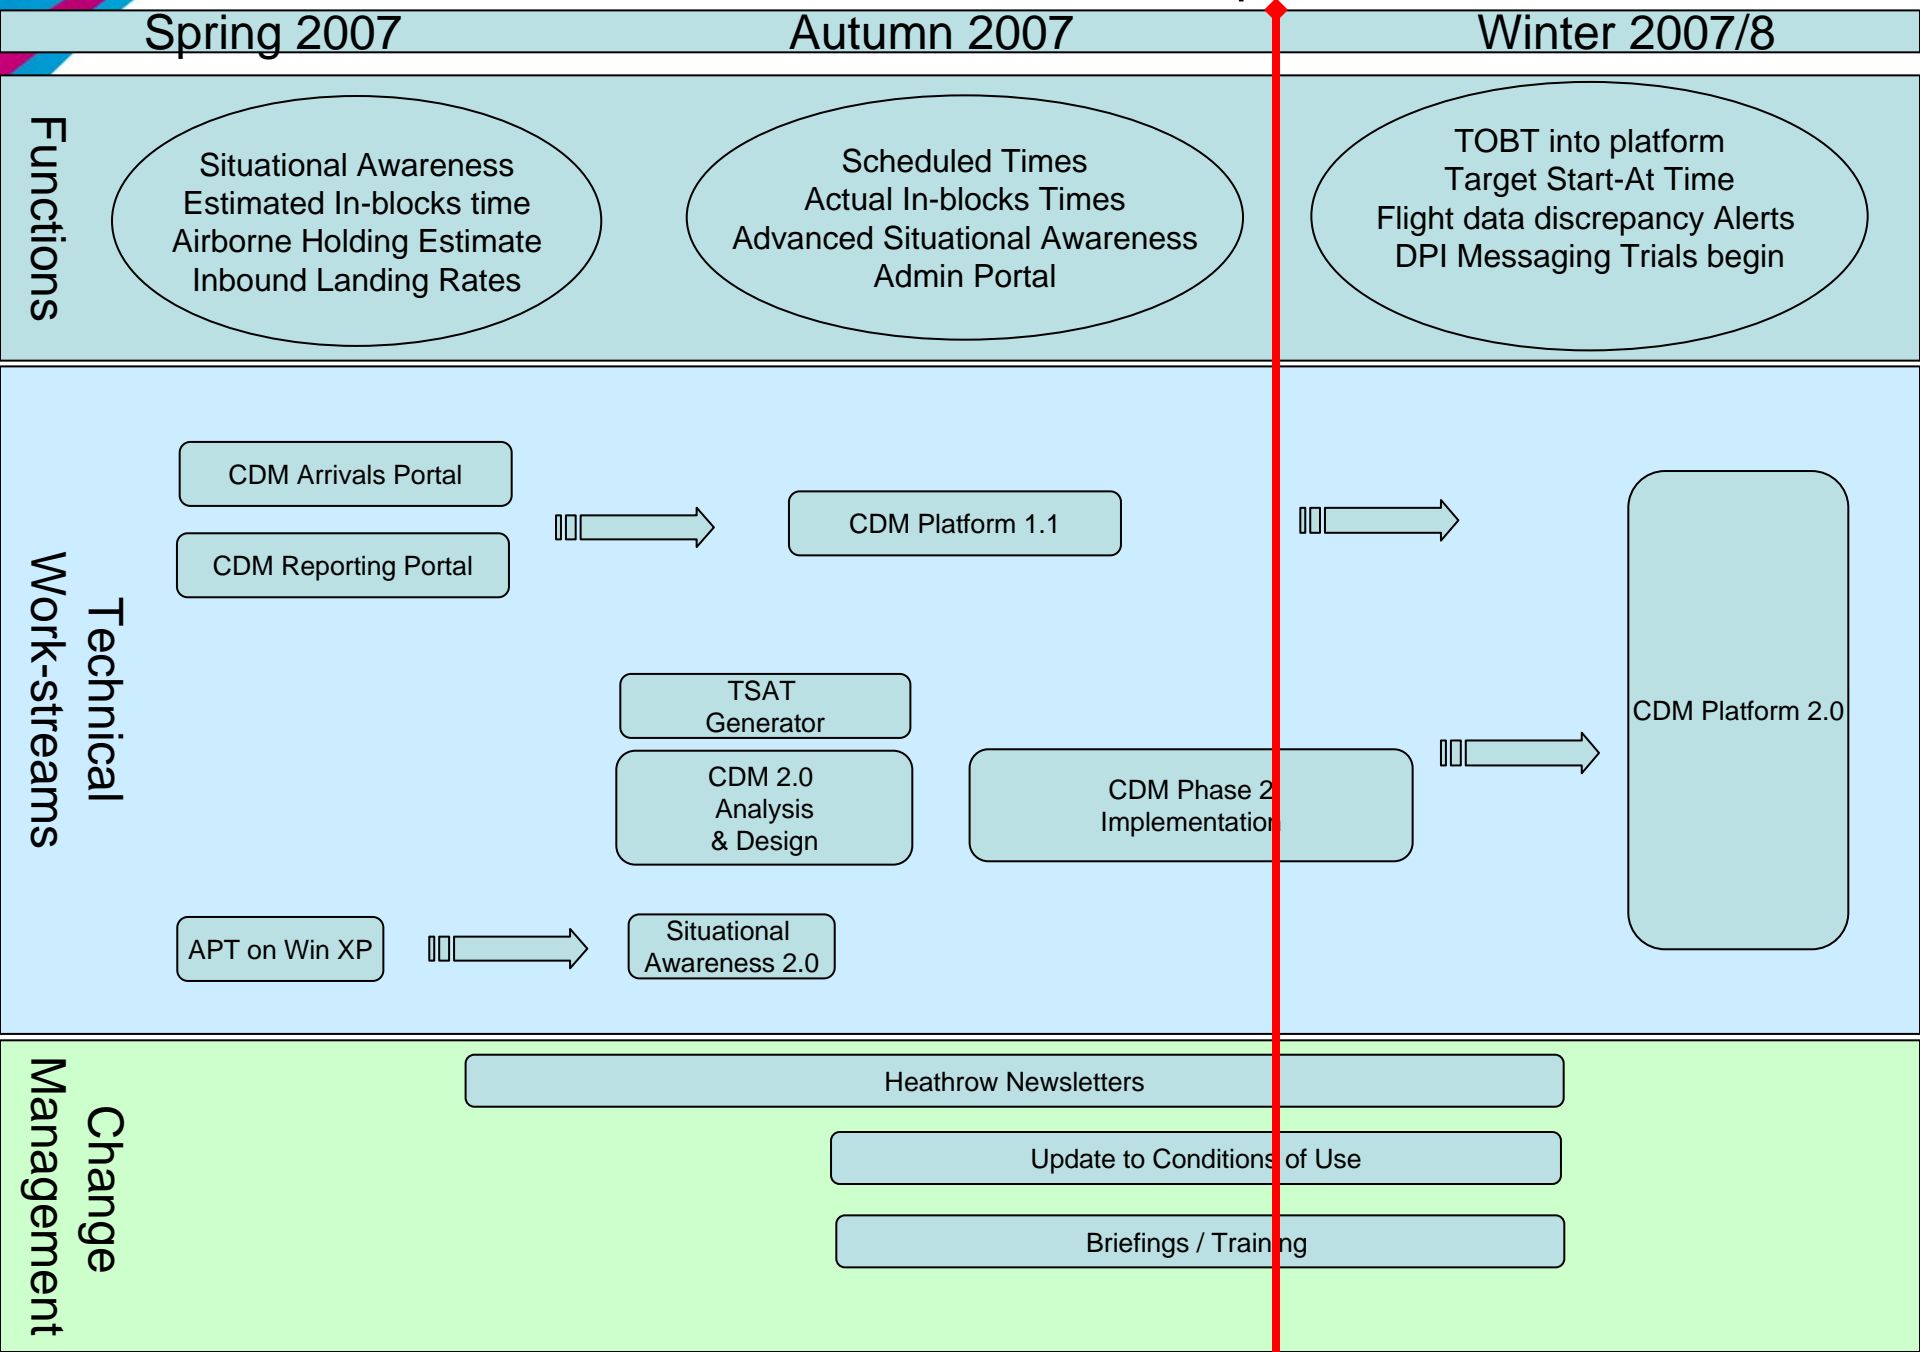 Spring 2007
Autumn 2007
Winter 2007/8
Functions
Situational Awareness
Estimated In-blocks time
Airborne Holding Estimate
Inbound Landing Rates
Scheduled Times
Actual In-blocks Times
Advanced Situational Awareness
Admin Portal
TOBT into platform
Target Start-At Time
Flight data discrepancy Alerts
DPI Messaging Trials begin
Technical
Work-streams
CDM Arrivals Portal
CDM Reporting Portal
CDM Platform 1.1
TSAT
Generator
CDM 2.0
Analysis
& Design
CDM Phase 2
Implementation
CDM Platform 2.0
APT on Win XP
Situational
Awareness 2.0
Change
Management
Heathrow Newsletters
Update to Conditions of Use
Briefings / Training